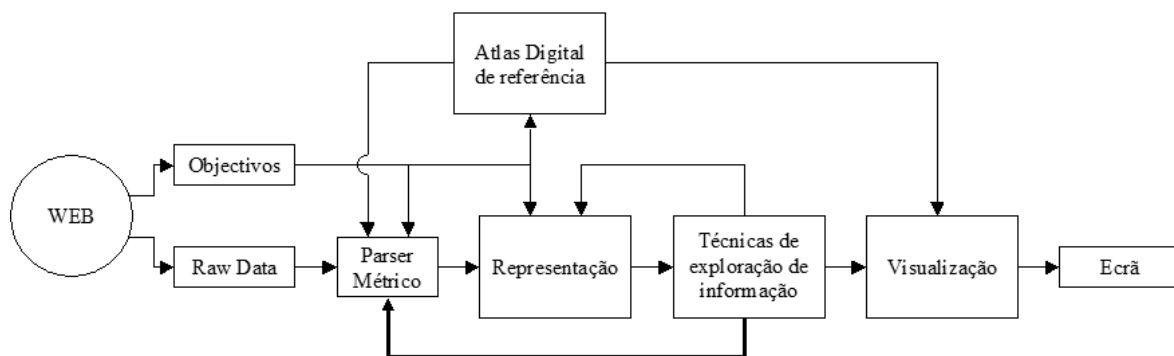 Atlas Digital
de referência
Objectivos
WEB
Raw Data
Parser
Métrico
Representação
Técnicas de
exploração de
informação
Visualização
Ecrã